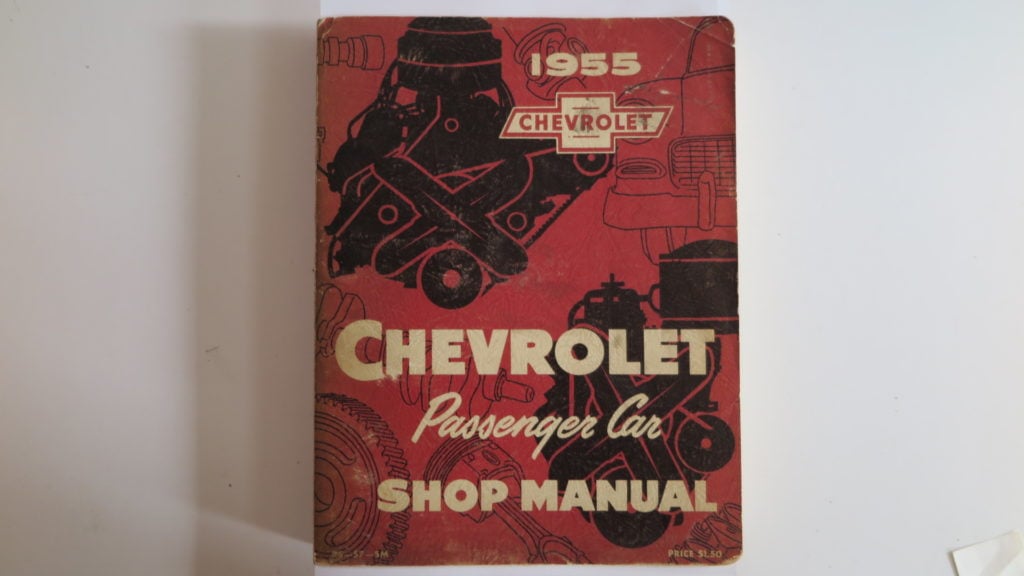 1955
CHEVROLET
CHEVROLET
Passenger Car
SHOP MANUAL
PRICE $1.50